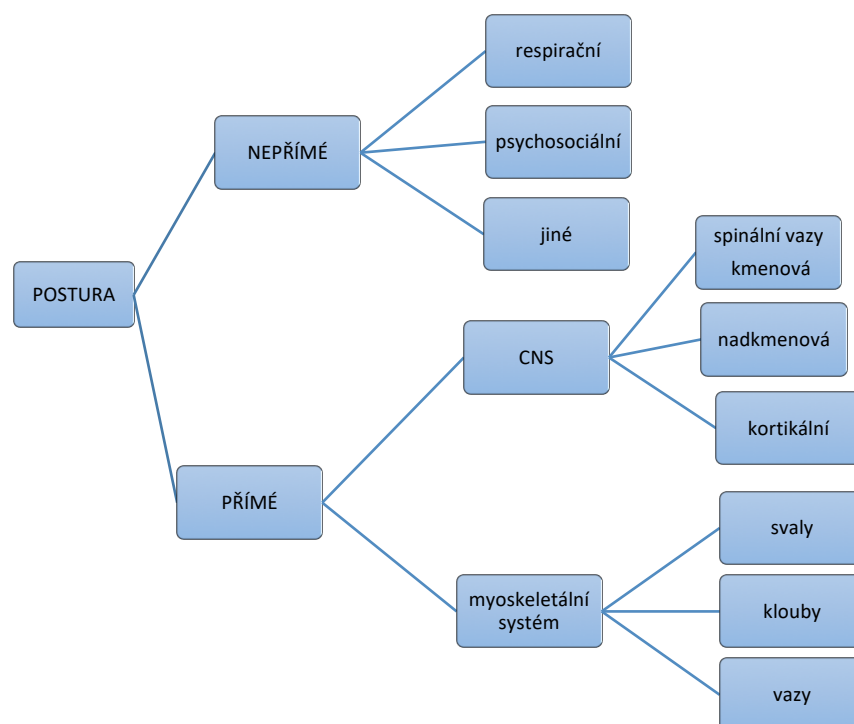 respirační
NEPŘÍMÉ
psychosociální
jiné
spinální vazy
kmenová
POSTURA
nadkmenová
CNS
kortikální
PŘÍMÉ
svaly
myoskeletální
systém
klouby
vazy